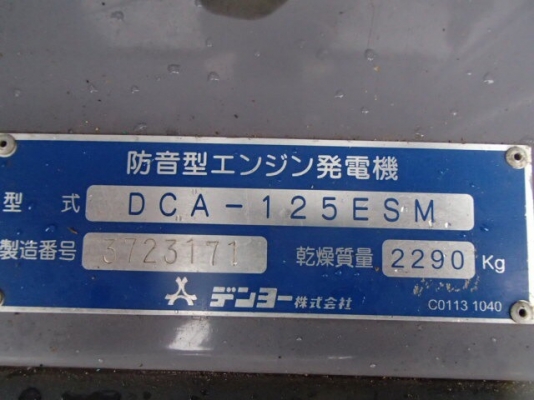 防音型エンジン発電機
型式 DCA-125ESM
製造番号 3723171 乾燥質量 2290 Kg
デンヨー株式会社 C0113 1040